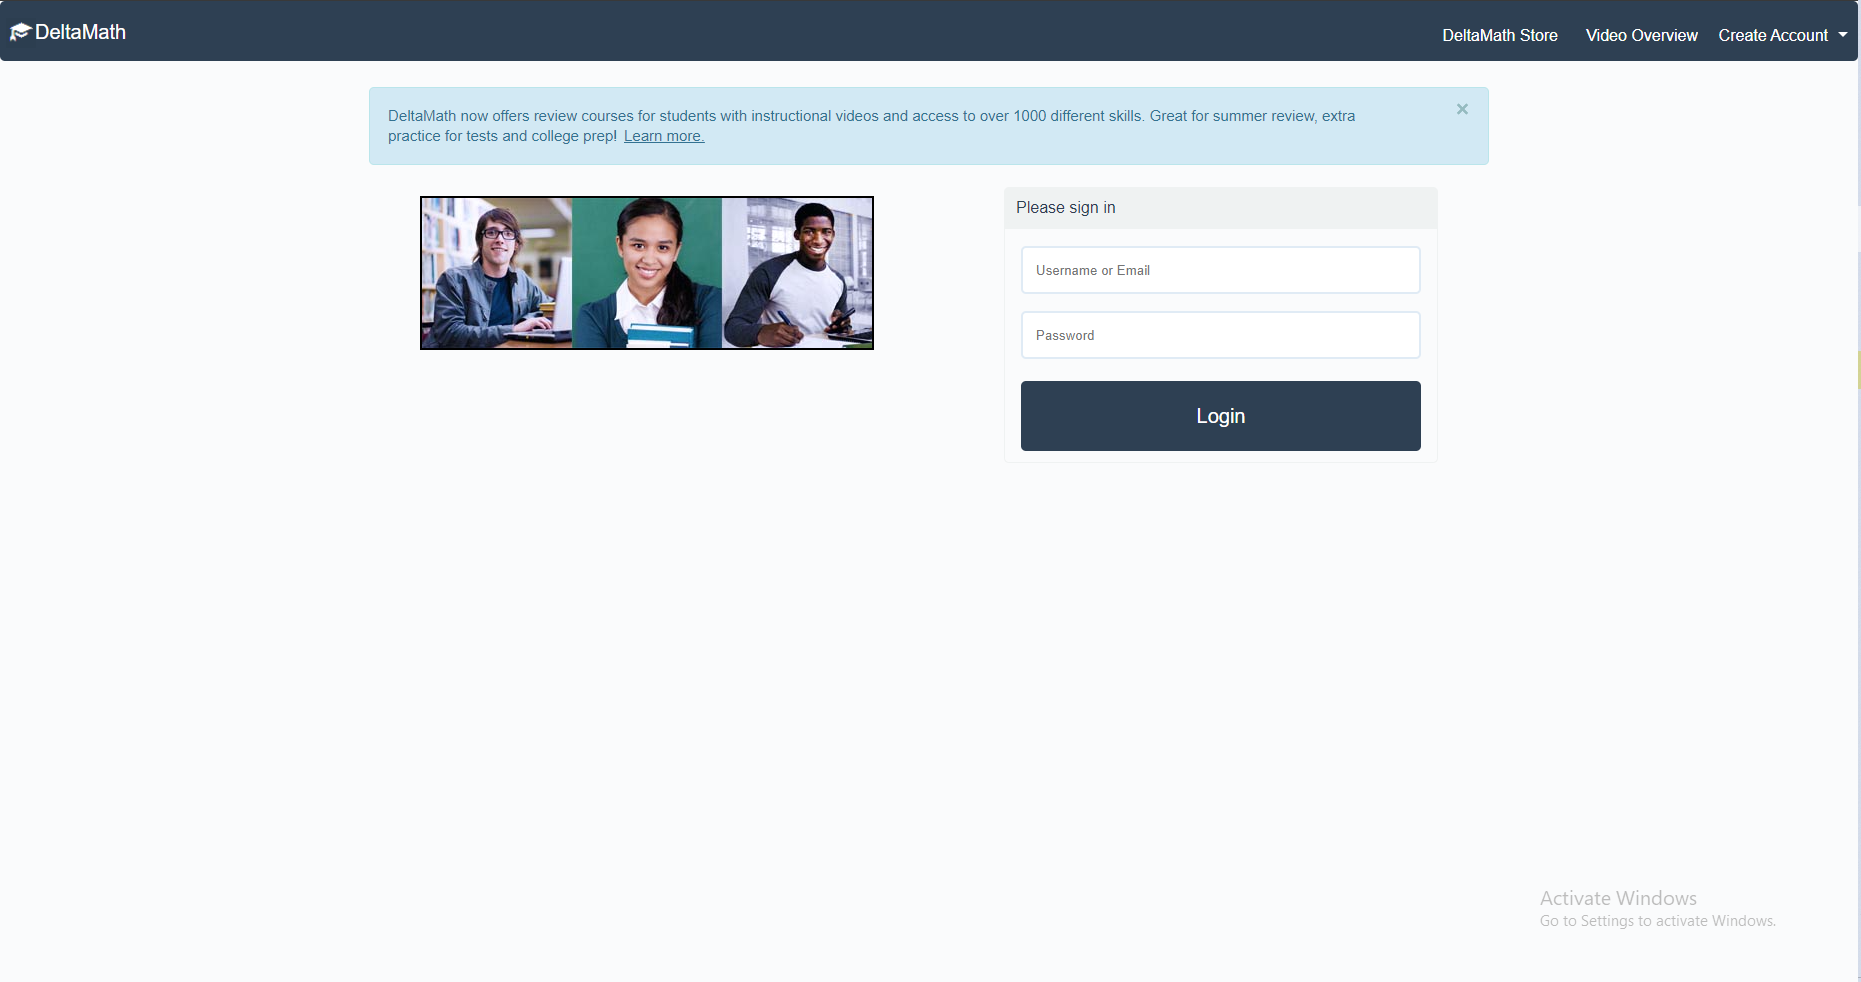 DeltaMath
DeltaMath Store
Video Overview
Create Account
DeltaMath now offers review courses for students with instructional videos and access to over 1000 different skills. Great for summer review, extra
practice for tests and college prep! Learn more.
×
Please sign in
Username or Email
Password
Login
Activate Windows
Go to Settings to activate Windows.